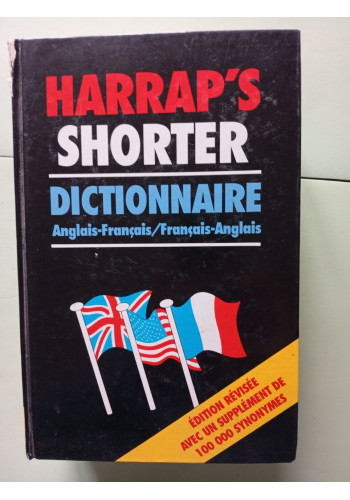 HARRAP'S
SHORTER
DICTIONNAIRE
Anglais-Français/Français-Anglais
ÉDITION RÉVISÉE
AVEC UN SUPPLÉMENT DE
100 000 SYNONYMES